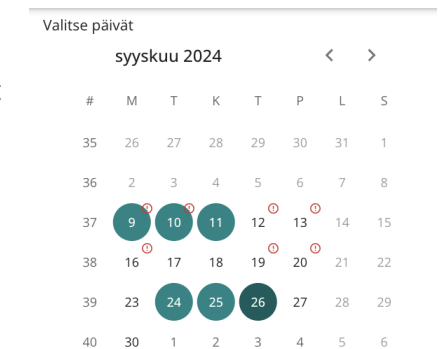 Valitse päivät
syyskuu 2024
# M T K T P L S
35 26 27 28 29 30 31 1
36 2 3 4 5 6 7 8
37 9 10 11 12 13 14 15
38 16 17 18 19 20 21 22
39 23 24 25 26 27 28 29
40 30 1 2 3 4 5 6